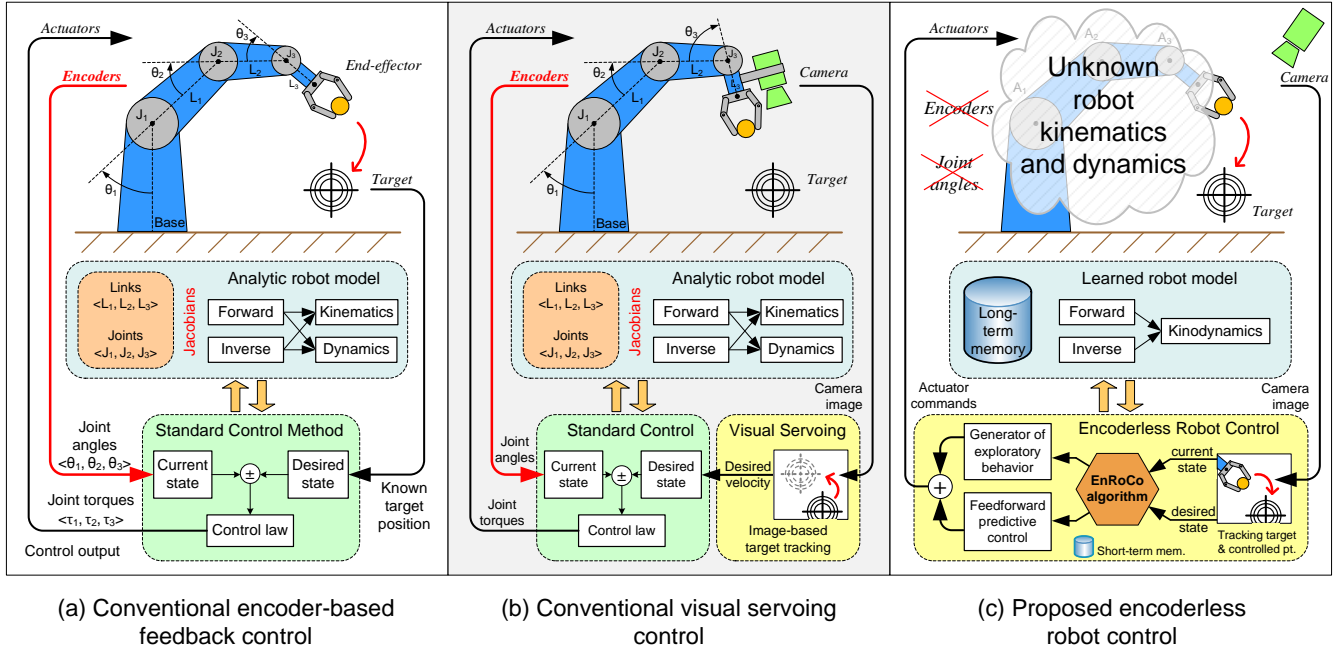 Actuators
Encoders
θ3
J2
J3
θ2
L2
L3
L1
End-effector
J1
θ1
Target
Base
Analytic robot model
Links
<L1, L2, L3>
Joints
<J1, J2, J3>
Jacobians
Forward
Kinematics
Inverse
Dynamics
Standard Control Method
Joint
angles
<θ1, θ2, θ3>
Current
state
±
Desired
state
Joint torques
<τ1, τ2, τ3>
Control law
Control output
Known
target
position
(a) Conventional encoder-based
feedback control
Actuators
Encoders
θ3
J2
J3
θ2
L2
L3
L1
Camera
J1
θ1
Target
Base
Analytic robot model
Links
<L1, L2, L3>
Joints
<J1, J2, J3>
Jacobians
Forward
Kinematics
Inverse
Dynamics
Camera
image
Standard Control
Visual Servoing
Joint
angles
Current
state
±
Desired
state
Desired
velocity
Joint
torques
Control law
Image-based
target tracking
(b) Conventional visual servoing
control
Actuators
A2
A3
A1
Unknown
robot
kinematics
and dynamics
Camera
Encoders
Joint
angles
Target
Learned robot model
Long-
term
memory
Forward
Inverse
Kinodynamics
Actuator
commands
Camera
image
Encoderless Robot Control
Generator of
exploratory
behavior
current
state
EnRoCo
algorithm
+
Feedforward
predictive
control
desired
state
Short-term mem.
Tracking target
& controlled pt.
(c) Proposed encoderless
robot control